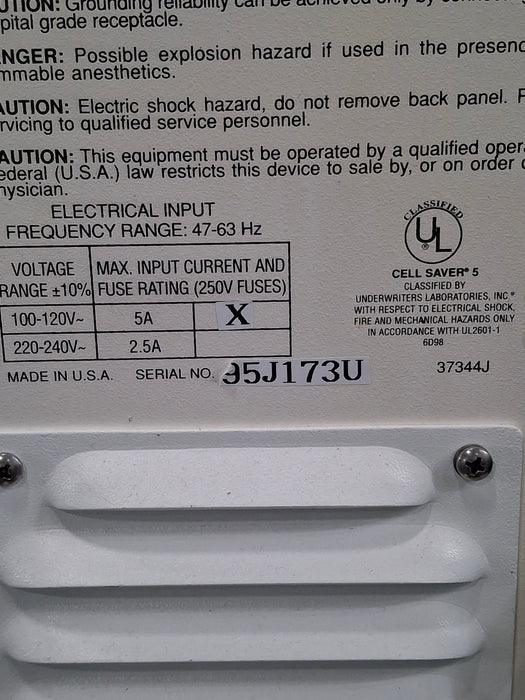 UTION: Grounding reliability can be achieved only by connec
pital grade receptacle.
NGER: Possible explosion hazard if used in the presenc
mmable anesthetics.
AUTION: Electric shock hazard, do not remove back panel. F
rvicing to qualified service personnel.
AUTION: This equipment must be operated by a qualified oper
ederal (U.S.A.) law restricts this device to sale by, or on order o
hysician.
ELECTRICAL INPUT
FREQUENCY RANGE: 47-63 Hz
VOLTAGE RANGE ±10% MAX. INPUT CURRENT AND FUSE RATING (250V FUSES)
100-120V~ 5A X
220-240V~ 2.5A
MADE IN U.S.A. SERIAL NO. 95J173U
CLASSIFIED
UL
®
CELL SAVER® 5
CLASSIFIED BY
UNDERWRITERS LABORATORIES, INC.®
WITH RESPECT TO ELECTRICAL SHOCK,
FIRE AND MECHANICAL HAZARDS ONLY
IN ACCORDANCE WITH UL2601-1
6D98
37344J